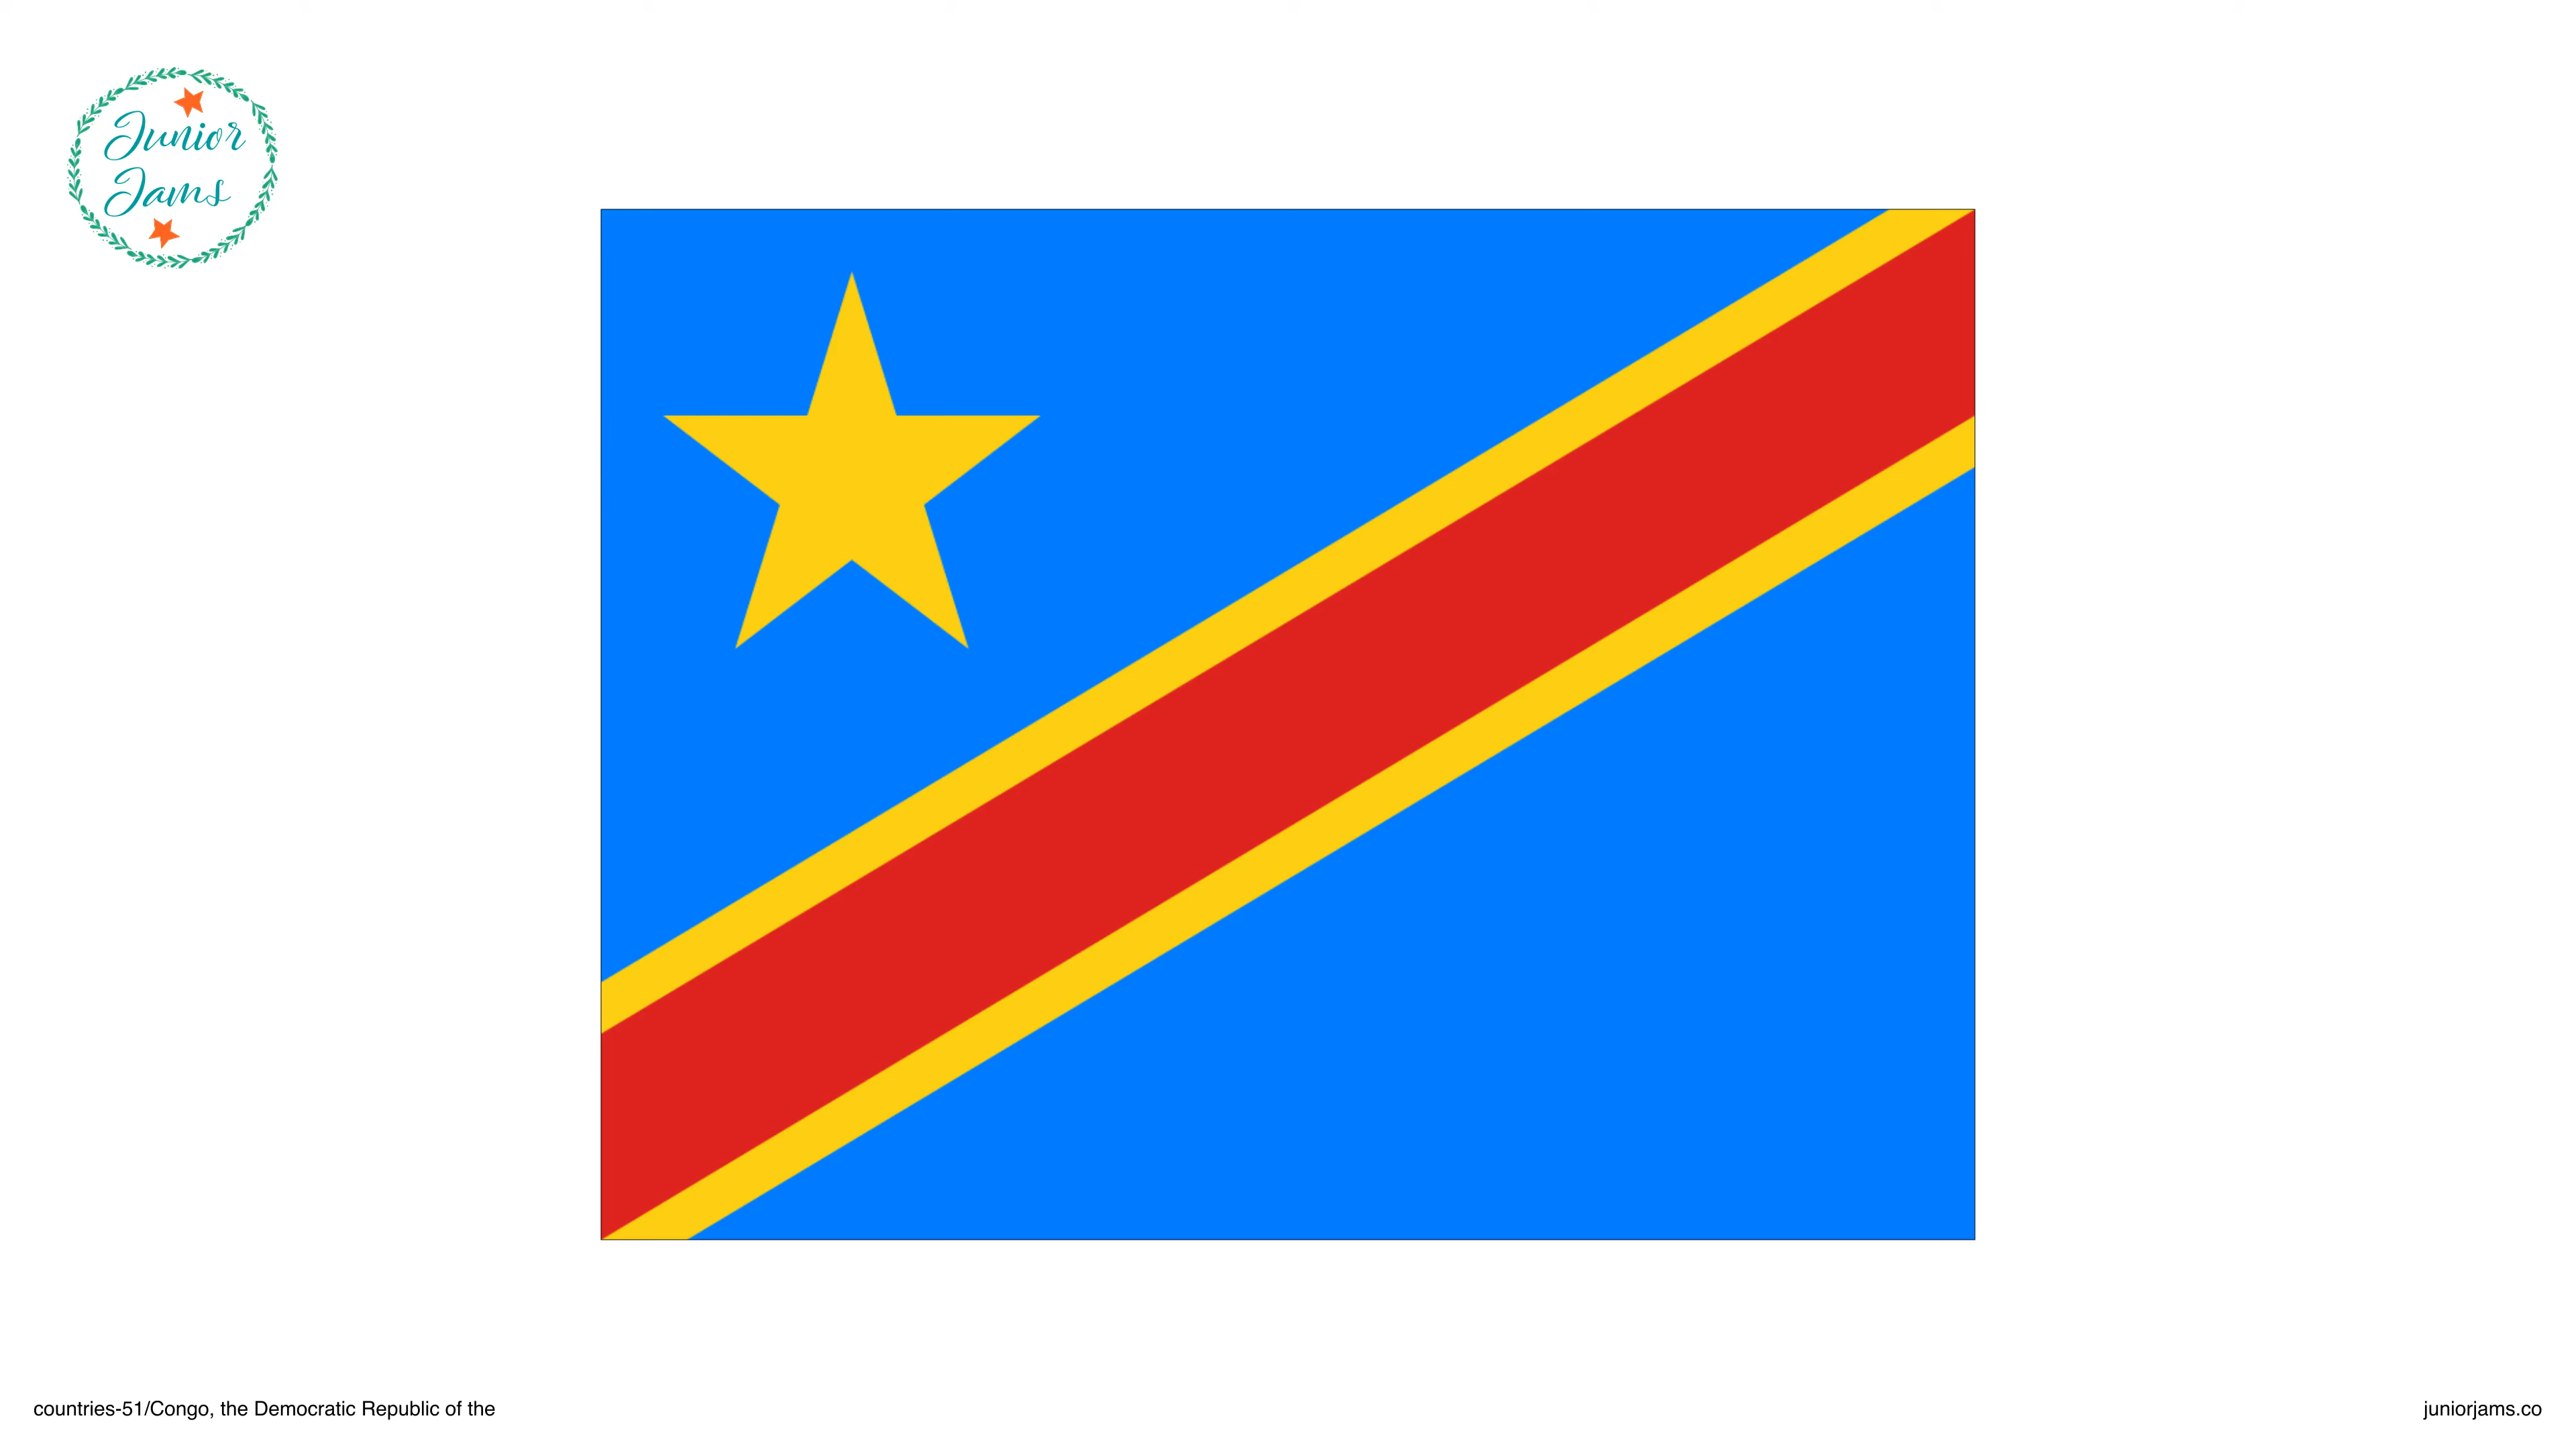 Junior
Jams
countries-51/Congo, the Democratic Republic of the
juniorjams.co